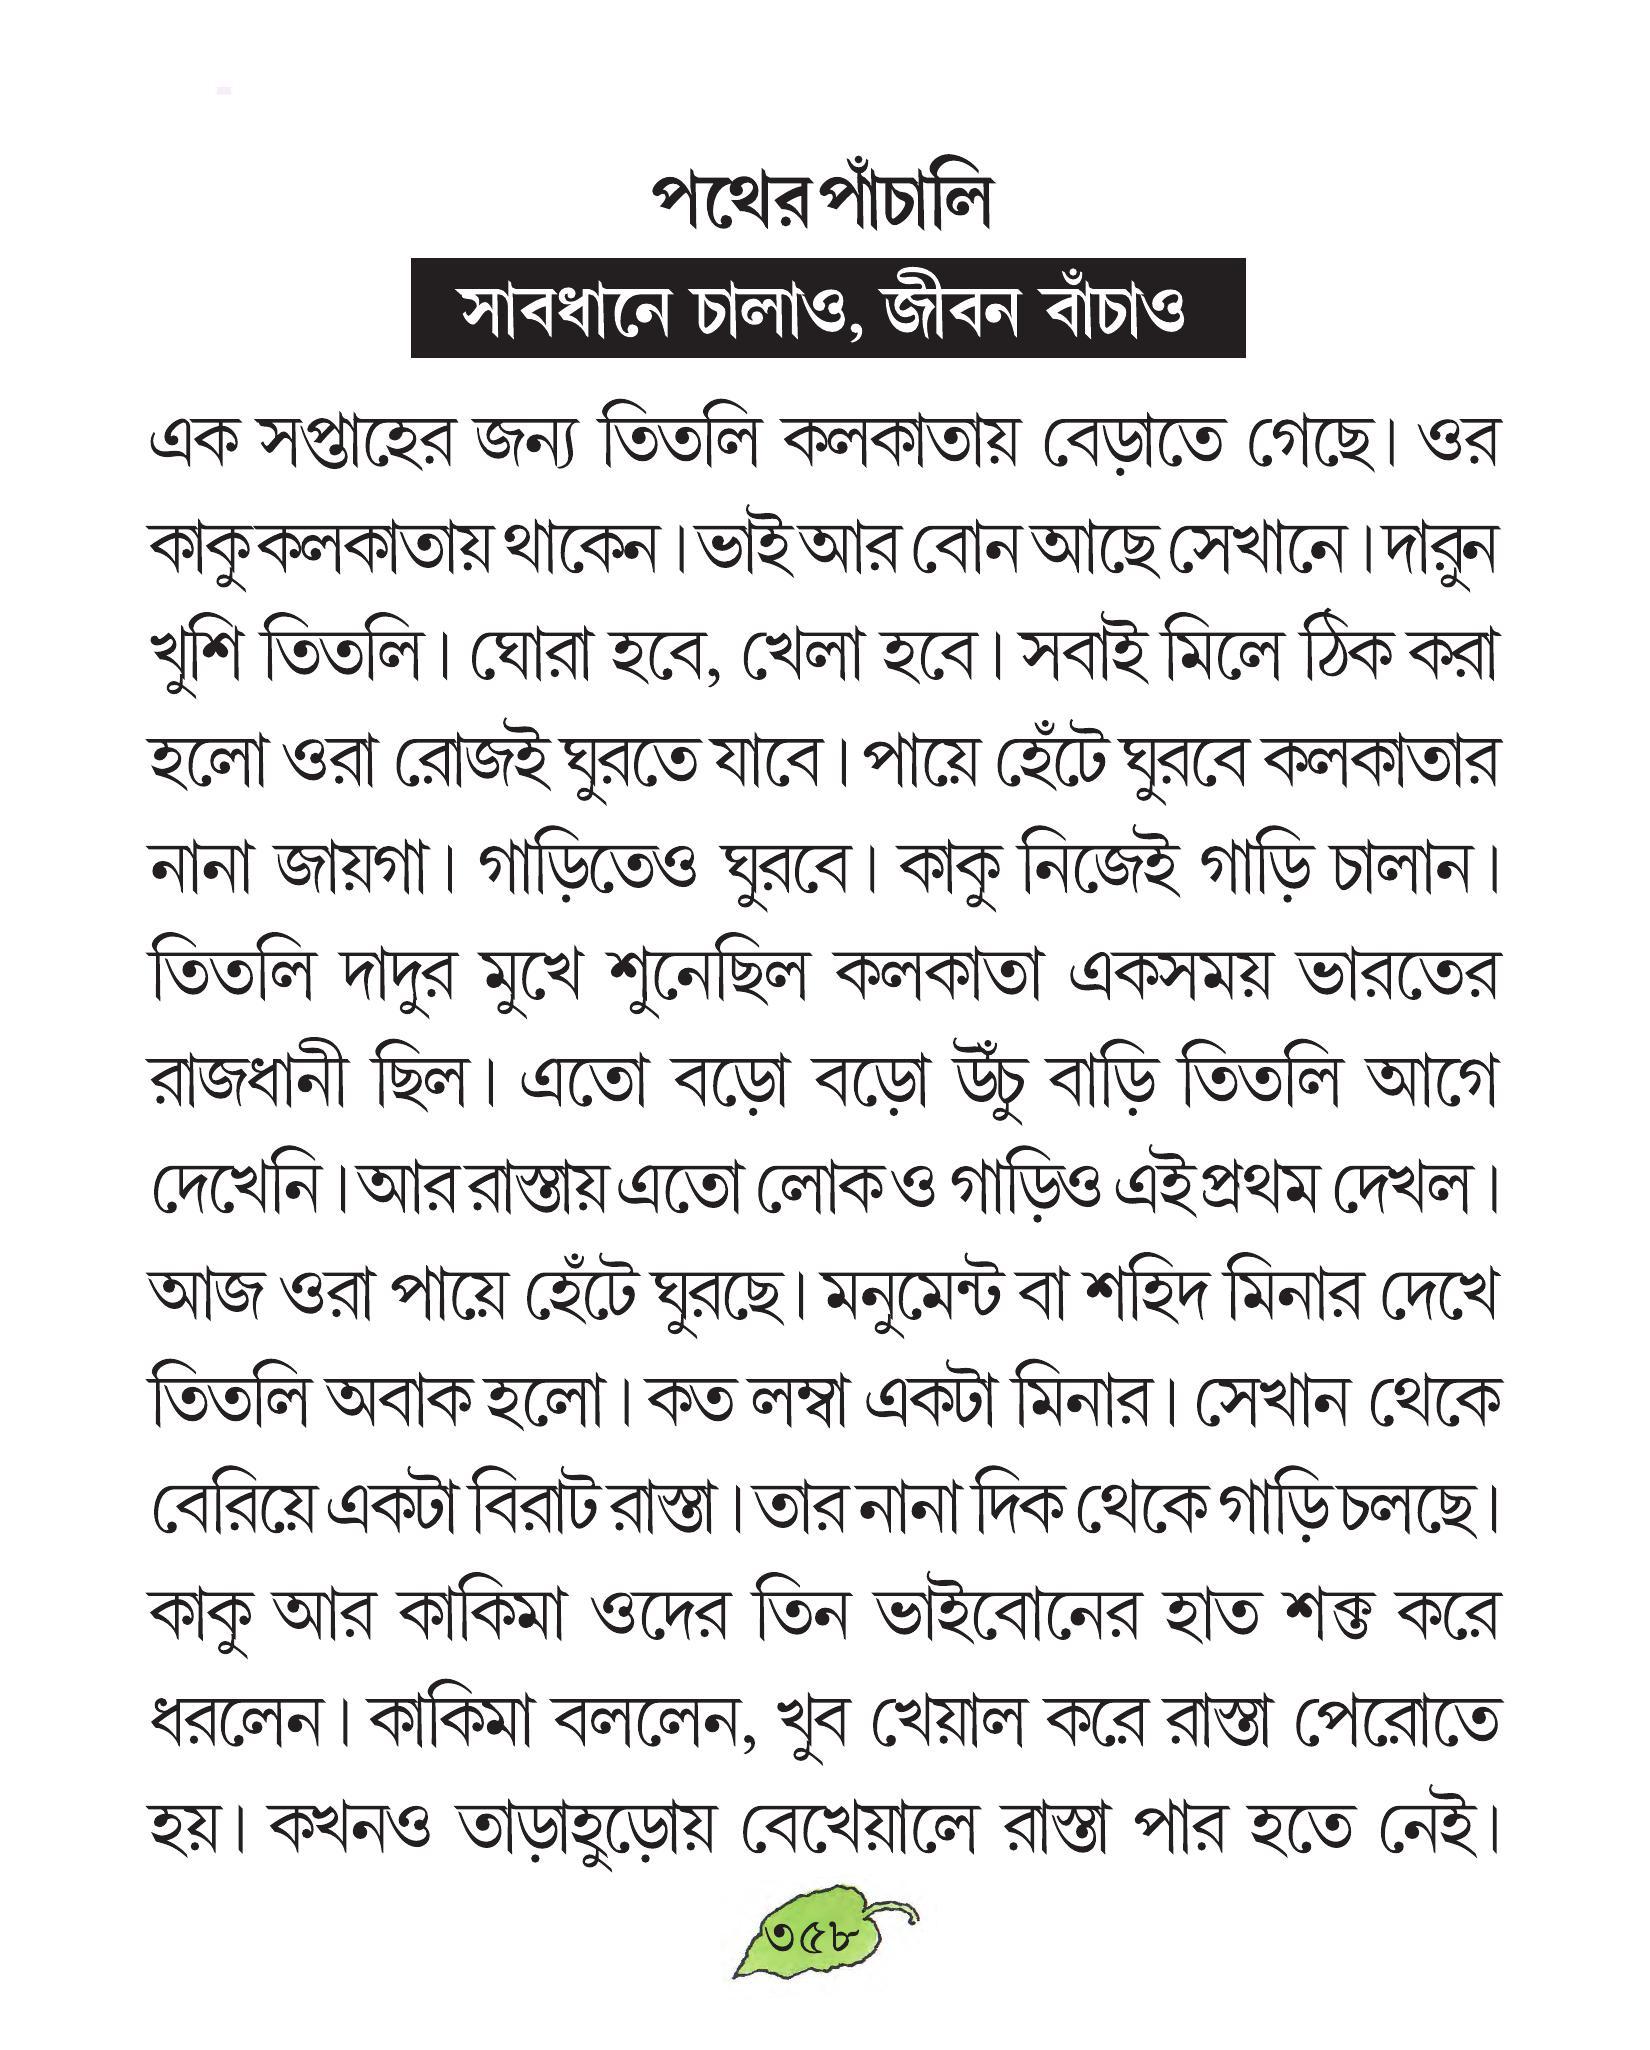 পথের পাঁচালি
সাবধানে চালাও, জীবন বাঁচাও
এক সপ্তাহের জন্য তিতলি কলকাতায় বেড়াতে গেছে। ওর
কাকু কলকাতায় থাকেন। ভাই আর বোন আছে সেখানে। দারুন
খুশি তিতলি। ঘোরা হবে, খেলা হবে। সবাই মিলে ঠিক করা
হলো ওরা রোজই ঘুরতে যাবে। পায়ে হেঁটে ঘুরবে কলকাতার
নানা জায়গা। গাড়িতেও ঘুরবে। কাকু নিজেই গাড়ি চালান।
তিতলি দাদুর মুখে শুনেছিল কলকাতা একসময় ভারতের
রাজধানী ছিল। এতো বড়ো বড়ো উঁচু বাড়ি তিতলি আগে
দেখেনি। আর রাস্তায় এতো লোক ও গাড়িও এই প্রথম দেখল।
আজ ওরা পায়ে হেঁটে ঘুরছে। মনুমেন্ট বা শহিদ মিনার দেখে
তিতলি অবাক হলো। কত লম্বা একটা মিনার। সেখান থেকে
বেরিয়ে একটা বিরাট রাস্তা। তার নানা দিক থেকে গাড়ি চলছে।
কাকু আর কাকিমা ওদের তিন ভাইবোনের হাত শক্ত করে
ধরলেন। কাকিমা বললেন, খুব খেয়াল করে রাস্তা পেরোতে
হয়। কখনও তাড়াহুড়োয় বেখেয়ালে রাস্তা পার হতে নেই।
৩৫৮